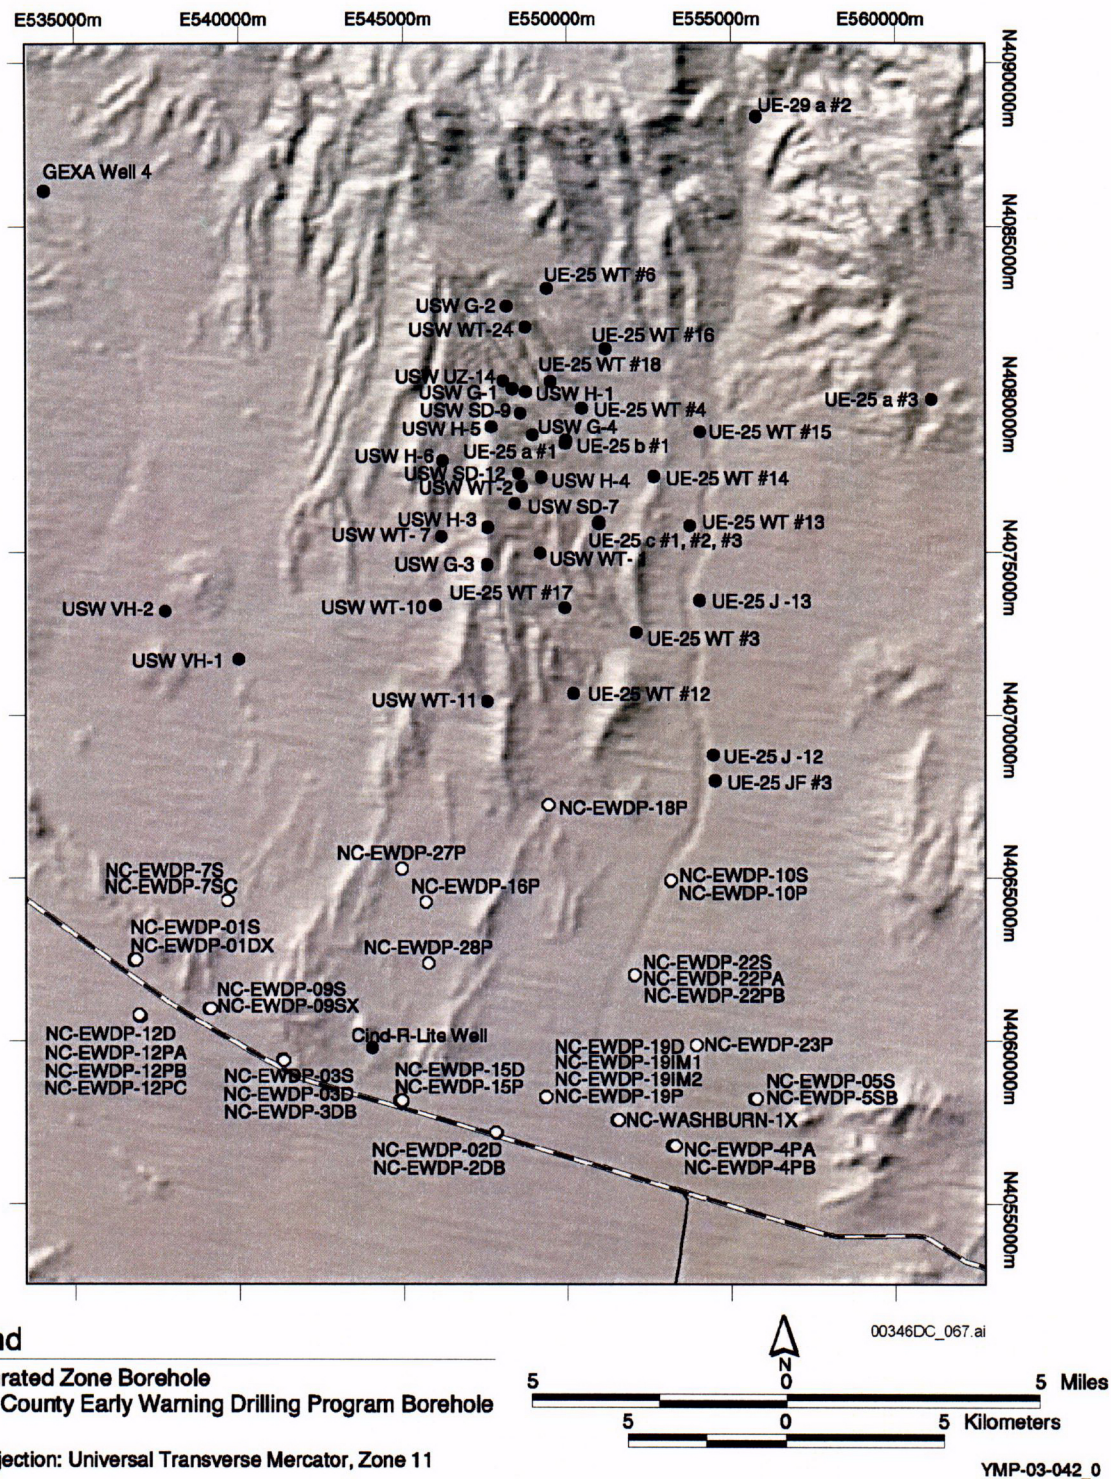 E535000m E540000m E545000m E550000m E555000m E560000m
N4090000m
UE-29 a #2
GEXA Well 4
N4085000m
UE-25 WT #6
USW G-2
USW WT-24
UE-25 WT #16
UE-25 WT #18
USW UZ-14
USW G-1
USW H-1
N4080000m
UE-25 a #3
USW SD-9
UE-25 WT #4
USW H-5
USW G-4
UE-25 WT #15
UE-25 b #1
UE-25 a #1
USW H-6
USW SD-12
USW H-4
UE-25 WT #14
USW WT-2
USW SD-7
USW H-3
UE-25 WT #13
USW WT- 7
UE-25 c #1, #2, #3
USW WT- 1
N4075000m
USW G-3
UE-25 WT #17
USW VH-2
USW WT-10
UE-25 J -13
UE-25 WT #3
USW VH-1
USW WT-11
UE-25 WT #12
N4070000m
UE-25 J -12
UE-25 JF #3
NC-EWDP-18P
NC-EWDP-27P
NC-EWDP-7S
NC-EWDP-7SC
NC-EWDP-16P
NC-EWDP-10S
NC-EWDP-10P
N4065000m
NC-EWDP-01S
NC-EWDP-01DX
NC-EWDP-28P
NC-EWDP-22S
NC-EWDP-22PA
NC-EWDP-22PB
NC-EWDP-09S
NC-EWDP-09SX
NC-EWDP-12D
NC-EWDP-12PA
NC-EWDP-12PB
NC-EWDP-12PC
Cind-R-Lite Well
NC-EWDP-19D
NC-EWDP-19IM1
NC-EWDP-19IM2
NC-EWDP-19P
NC-EWDP-23P
N4060000m
NC-EWDP-03S
NC-EWDP-03D
NC-EWDP-3DB
NC-EWDP-15D
NC-EWDP-15P
NC-EWDP-05S
NC-EWDP-5SB
NC-WASHBURN-1X
NC-EWDP-02D
NC-EWDP-2DB
NC-EWDP-4PA
NC-EWDP-4PB
N4055000m
00346DC_067.ai
nd
rated Zone Borehole
County Early Warning Drilling Program Borehole
jection: Universal Transverse Mercator, Zone 11
N
5 0 5 Miles
5 0 5 Kilometers
YMP-03-042_0